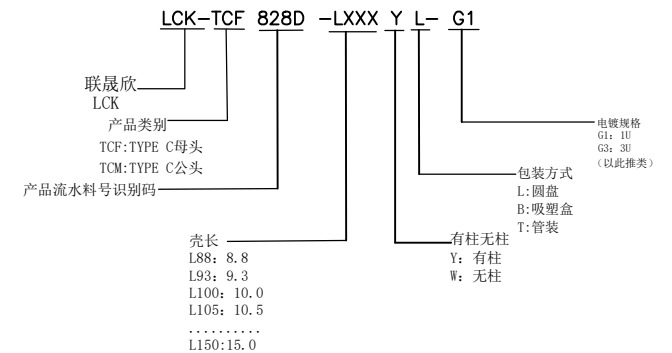 LCK-TCF 828D -LXXX Y L- G1
联晟欣
LCK
产品类别
TCF:TYPE C母头
TCM:TYPE C公头
产品流水料号识别码
壳长
L88：8.8
L93：9.3
L100：10.0
L105：10.5
..........
L150:15.0
有柱无柱
Y：有柱
W：无柱
包装方式
L:圆盘
B:吸塑盒
T:管装
电镀规格
G1：1U
G3：3U
（以此推类）